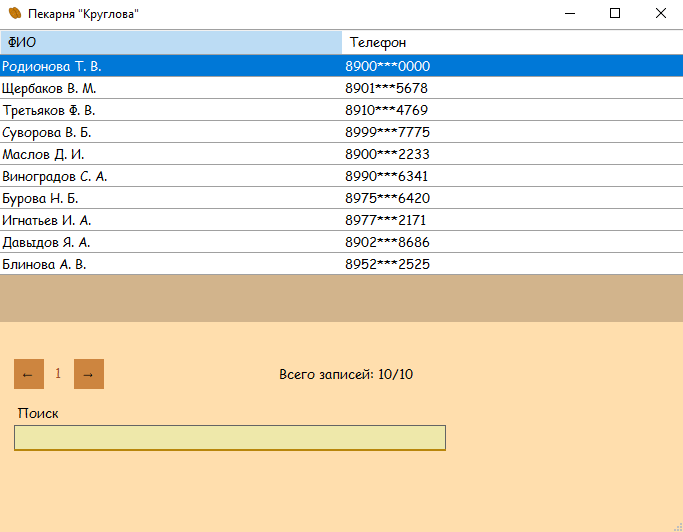 Пекарня "Круглова"
ФИО Телефон
Родионова Т. В. 8900***0000
Щербаков В. М. 8901***5678
Третьяков Ф. В. 8910***4769
Суворова В. Б. 8999***7775
Маслов Д. И. 8900***2233
Виноградов С. А. 8990***6341
Бурова Н. Б. 8975***6420
Игнатьев И. А. 8977***2171
Давыдов Я. А. 8902***8686
Блинова А. В. 8952***2525
← 1 → Всего записей: 10/10
Поиск